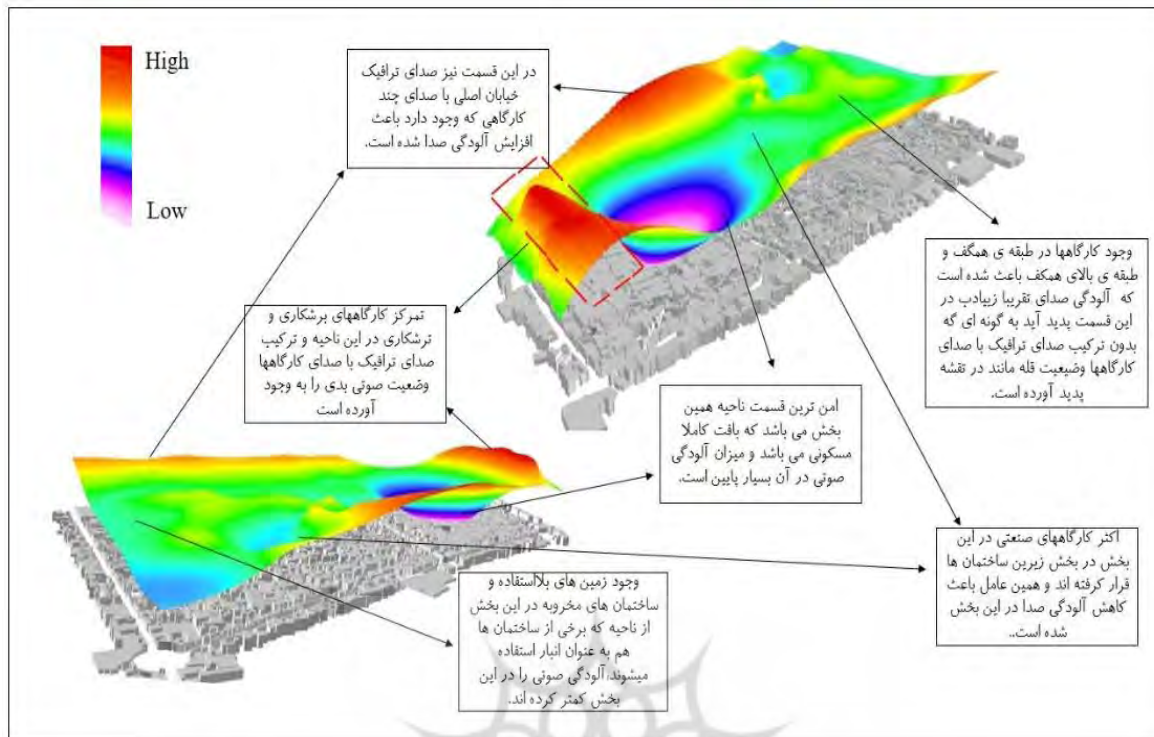 High
Low
در این قسمت نیز صدای ترافیک
خیابان اصلی با صدای چند
کارگاهی که وجود دارد باعث
افزایش آلودگی صدا شده است.
وجود کارگاهها در طبقه ی همگف و
طبقه ی بالای همکف باعث شده است
که آلودگی صدای تقریبا زییادب در
این قسمت پدید آید به گونه ای گه
بدون ترکیب صدای ترافیک با صدای
کارگاهها وضیعیت قله مانند در نقشه
پدید آورده است.
تمرکز کارگاههای برشکاری و
ترشکاری در این ناحیه و ترکیب
صدای ترافیک با صدای کارگاهها
وضعیت صوتی بدی را به وجود
آورده است
امن ترین قسمت ناحیه همین
بخش می باشد که بافت کاملا
مسکونی می باشد و میزان آلودگی
صوتی در آن بسیار پایین است.
اکثر کارگاههای صنعتی در این
بخش در بخش زیرین ساختمان ها
قرار گرفته اند و همین عامل باعث
کاهش آلودگی صدا در این بخش
شده است..
وجود زمین های بلااستفاده و
ساختمان های مخروبه در این بخش
از ناحیه که برخی از ساختمان ها
هم به عنوان انبار استفاده
میشوند،آلودگی صوتی را در این
بخش کمتر کرده اند.